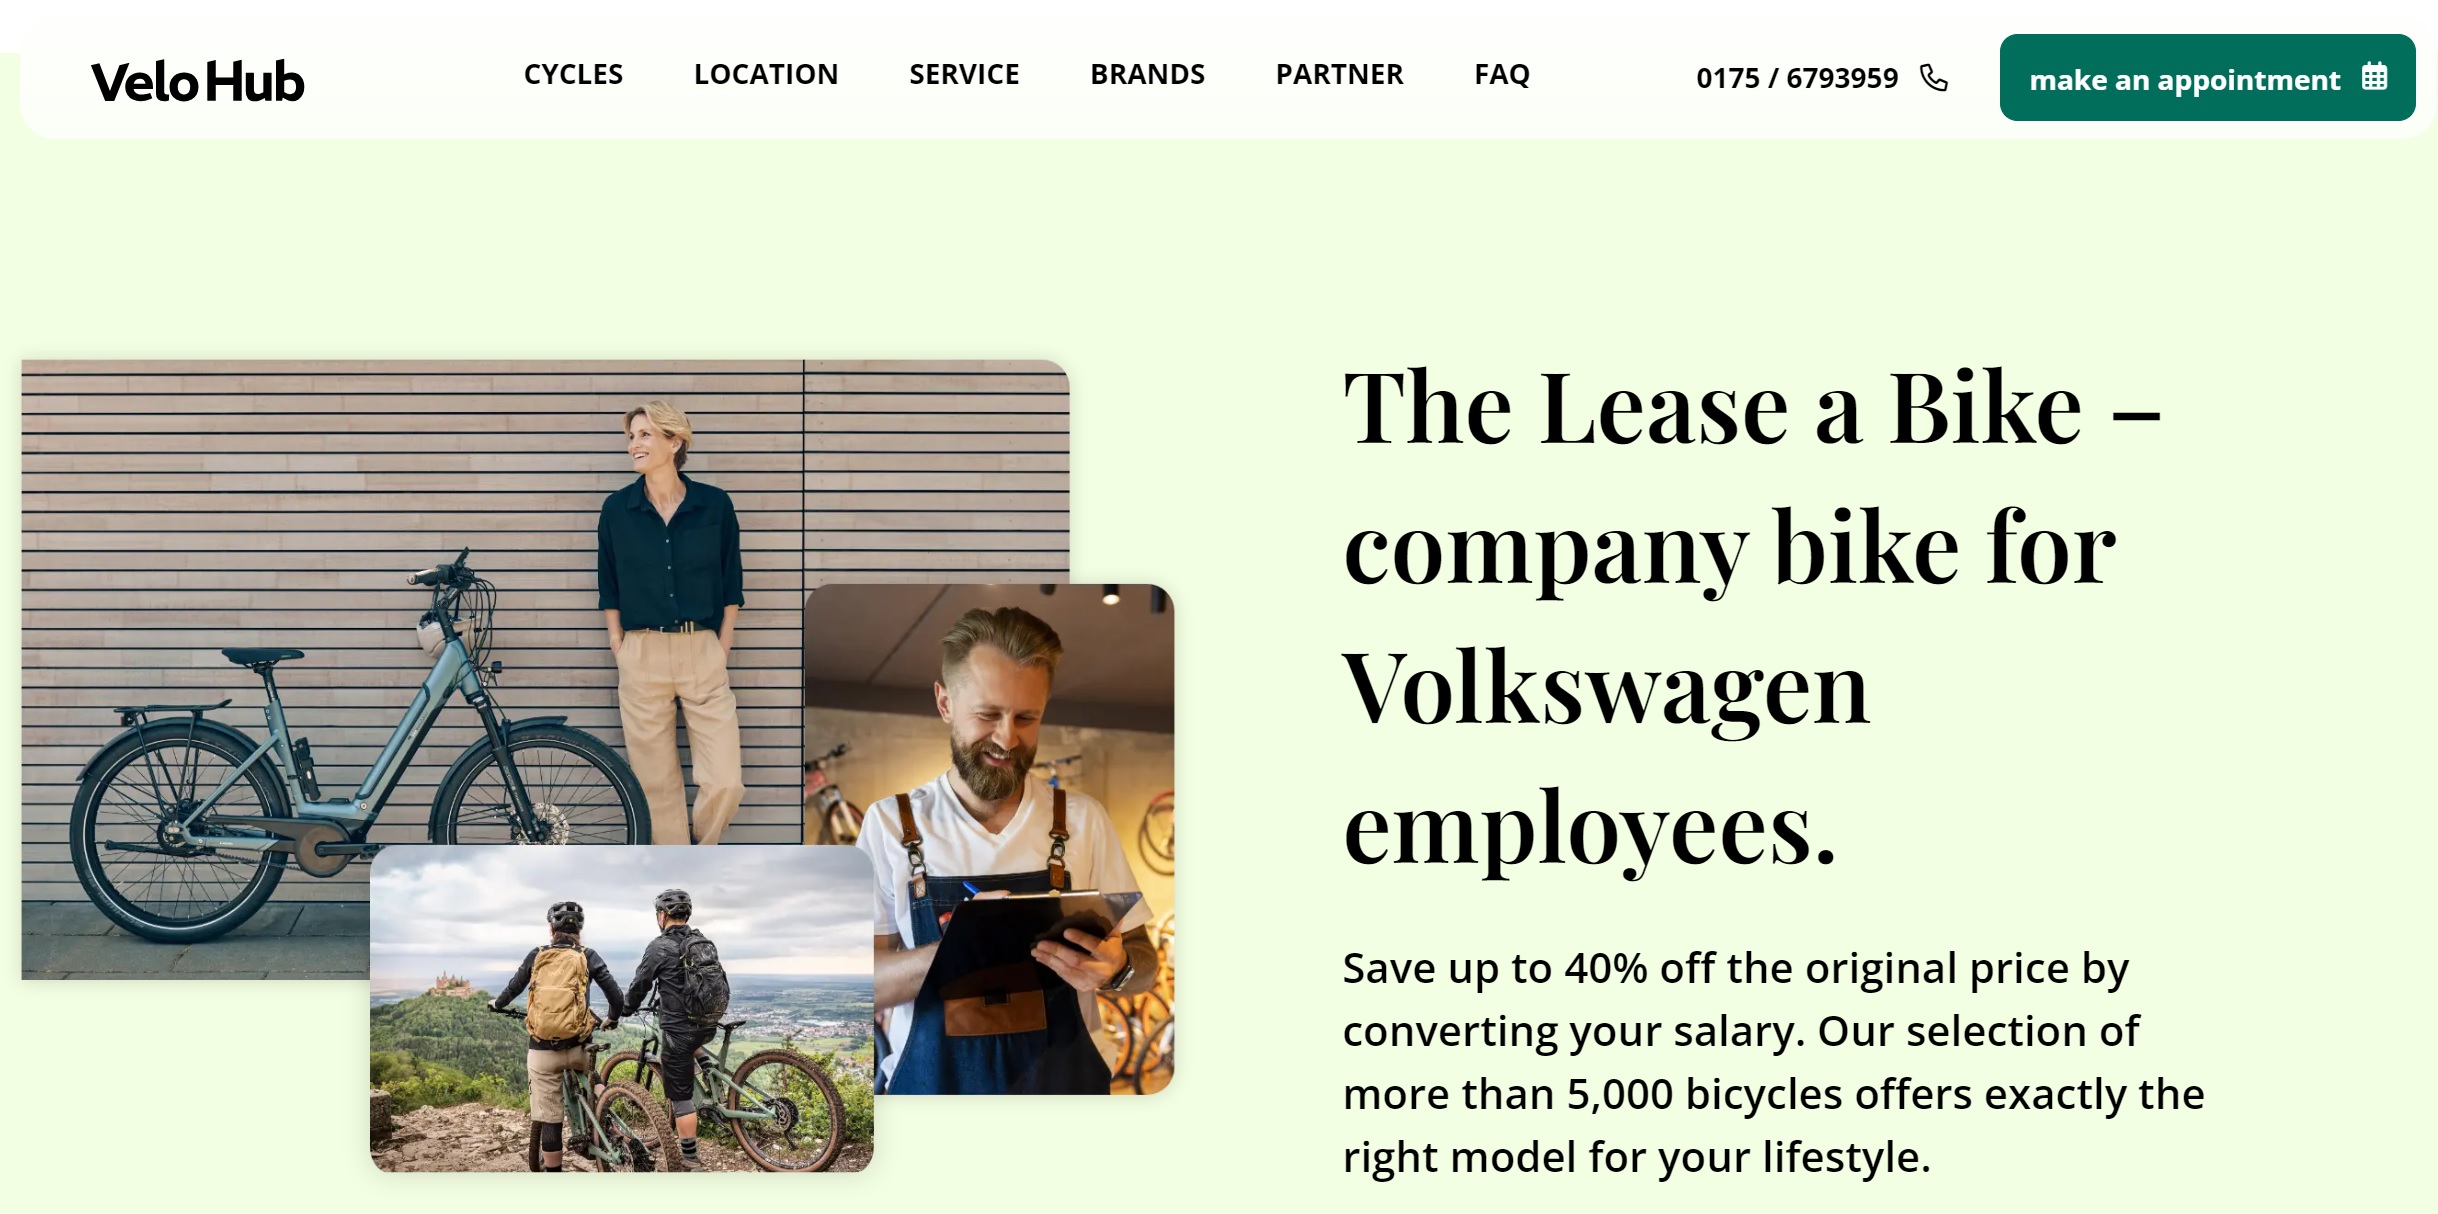 Velo Hub
CYCLES
LOCATION
SERVICE
BRANDS
PARTNER
FAQ
0175 / 6793959
make an appointment
The Lease a Bike –
company bike for
Volkswagen
employees.
Save up to 40% off the original price by
converting your salary. Our selection of
more than 5,000 bicycles offers exactly the
right model for your lifestyle.